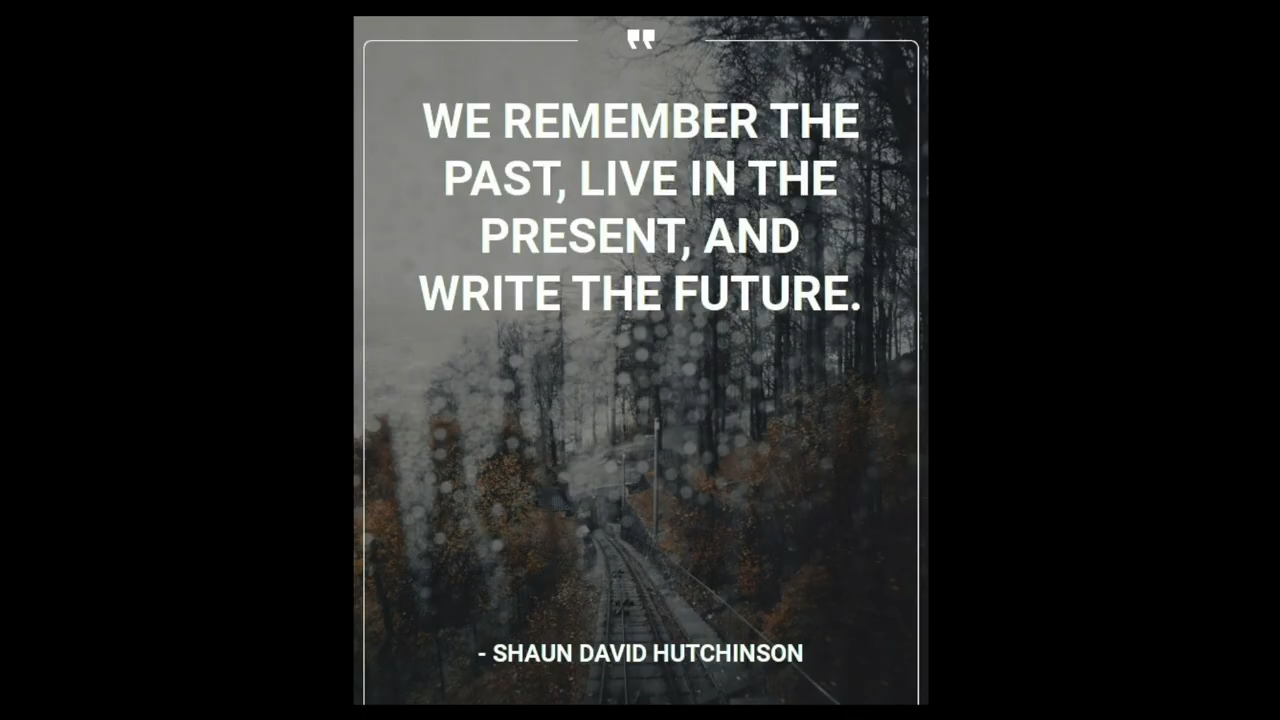 WE REMEMBER THE
PAST, LIVE IN THE
PRESENT, AND
WRITE THE FUTURE.
- SHAUN DAVID HUTCHINSON